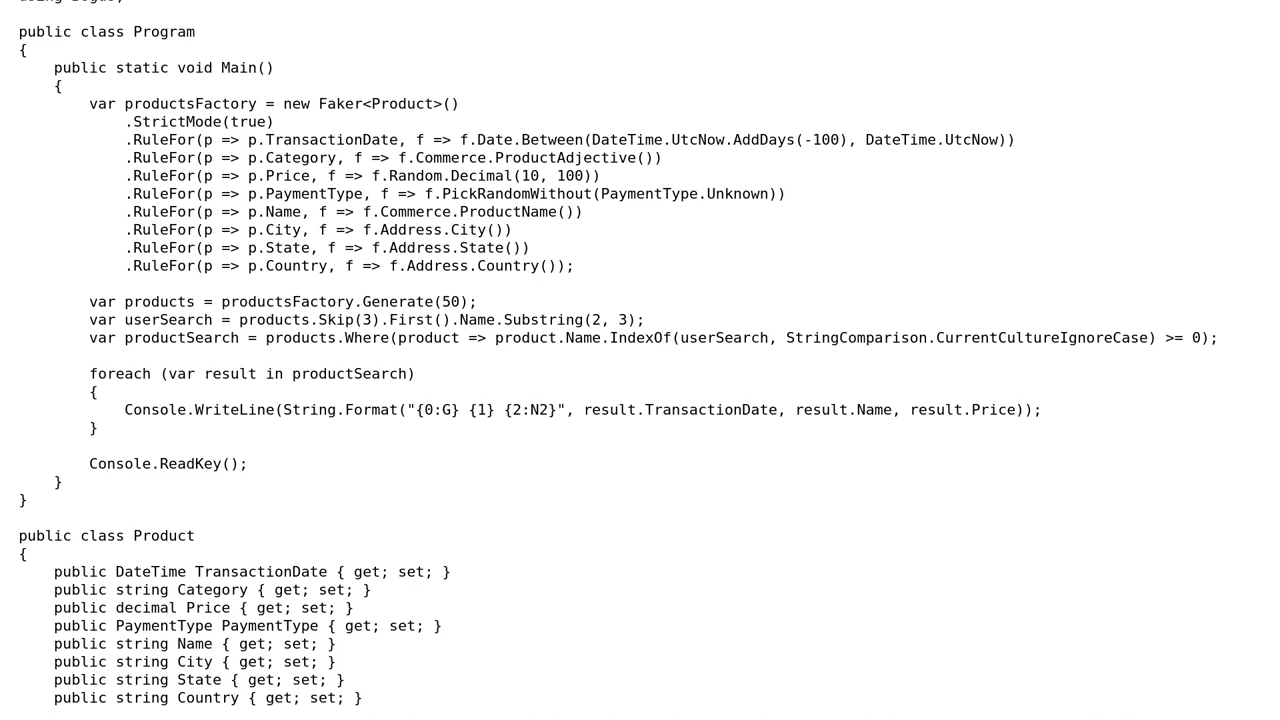 public class Program
{
    public static void Main()
    {
        var productsFactory = new Faker<Product>()
            .StrictMode(true)
            .RuleFor(p => p.TransactionDate, f => f.Date.Between(DateTime.UtcNow.AddDays(-100), DateTime.UtcNow))
            .RuleFor(p => p.Category, f => f.Commerce.ProductAdjective())
            .RuleFor(p => p.Price, f => f.Random.Decimal(10, 100))
            .RuleFor(p => p.PaymentType, f => f.PickRandomWithout(PaymentType.Unknown))
            .RuleFor(p => p.Name, f => f.Commerce.ProductName())
            .RuleFor(p => p.City, f => f.Address.City())
            .RuleFor(p => p.State, f => f.Address.State())
            .RuleFor(p => p.Country, f => f.Address.Country());

        var products = productsFactory.Generate(50);
        var userSearch = products.Skip(3).First().Name.Substring(2, 3);
        var productSearch = products.Where(product => product.Name.IndexOf(userSearch, StringComparison.CurrentCultureIgnoreCase) >= 0);

        foreach (var result in productSearch)
        {
            Console.WriteLine(String.Format("{0:G} {1} {2:N2}", result.TransactionDate, result.Name, result.Price));
        }

        Console.ReadKey();
    }
}

public class Product
{
    public DateTime TransactionDate { get; set; }
    public string Category { get; set; }
    public decimal Price { get; set; }
    public PaymentType PaymentType { get; set; }
    public string Name { get; set; }
    public string City { get; set; }
    public string State { get; set; }
    public string Country { get; set; }